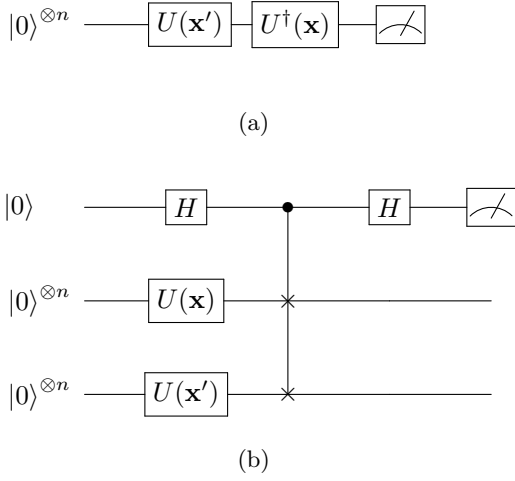 |0⟩^{⊗n} U(𝐱′) U^†(𝐱)
(a)
|0⟩ H H
|0⟩^{⊗n} U(𝐱)
|0⟩^{⊗n} U(𝐱′)
(b)